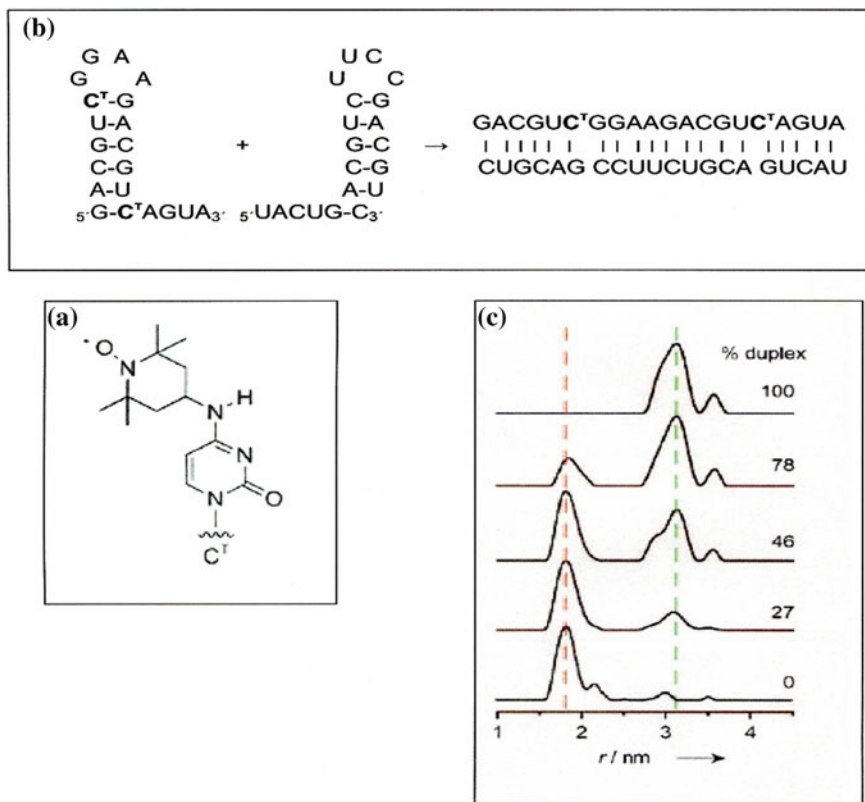 (b)
G A
G A
Cᵀ-G
U-A
G-C
C-G
A-U
5'G-CᵀAGUA3'
+
U C
U C
C-G
U-A
G-C
C-G
A-U
5'UACUG-C3'
→
GACGUCᵀGGAAGACGUCᵀAGUA
CUGCAG CCUUCUGCA GUCAU
(a)
•O
N
N-H
N
N
O
Cᵀ
(c)
% duplex
100
78
46
27
0
1 2 3 4
r / nm →